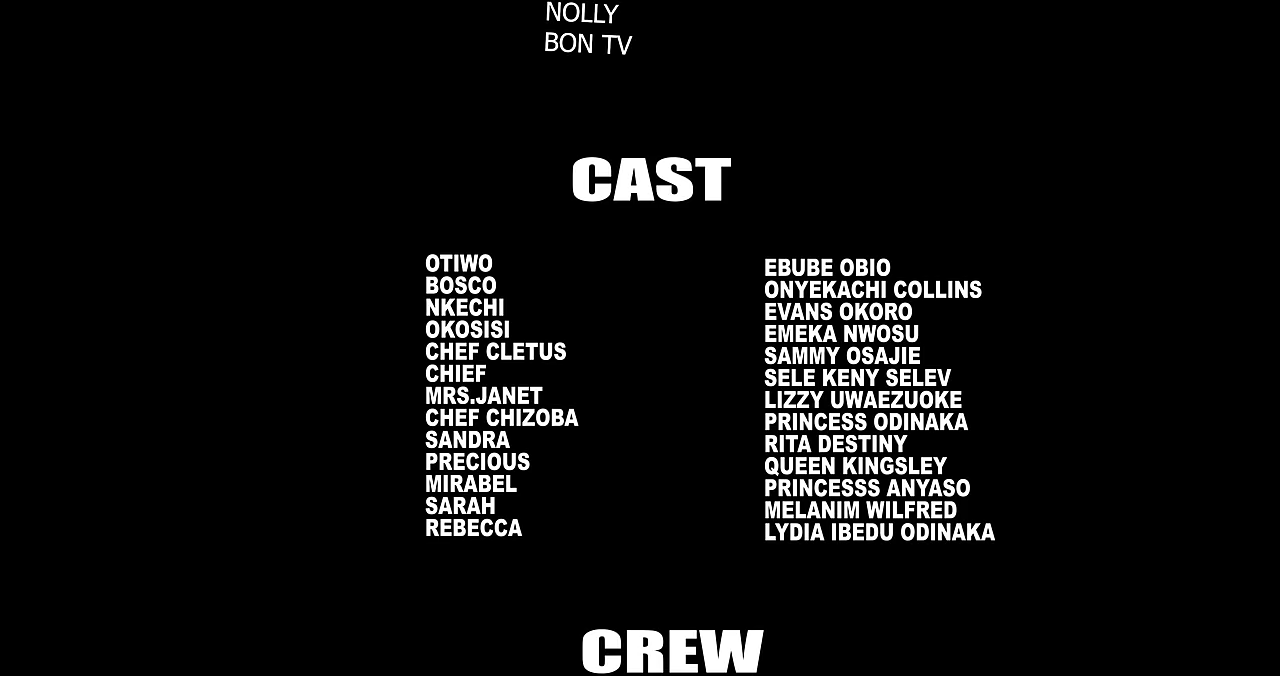 NOLLY
BON TV
CAST
OTIWO EBUBE OBIO
BOSCO ONYEKACHI COLLINS
NKECHI EVANS OKORO
OKOSISI EMEKA NWOSU
CHEF CLETUS SAMMY OSAJIE
CHIEF SELE KENY SELEV
MRS.JANET LIZZY UWAEZUOKE
CHEF CHIZOBA PRINCESS ODINAKA
SANDRA RITA DESTINY
PRECIOUS QUEEN KINGSLEY
MIRABEL PRINCESSS ANYASO
SARAH MELANIM WILFRED
REBECCA LYDIA IBEDU ODINAKA
CREW